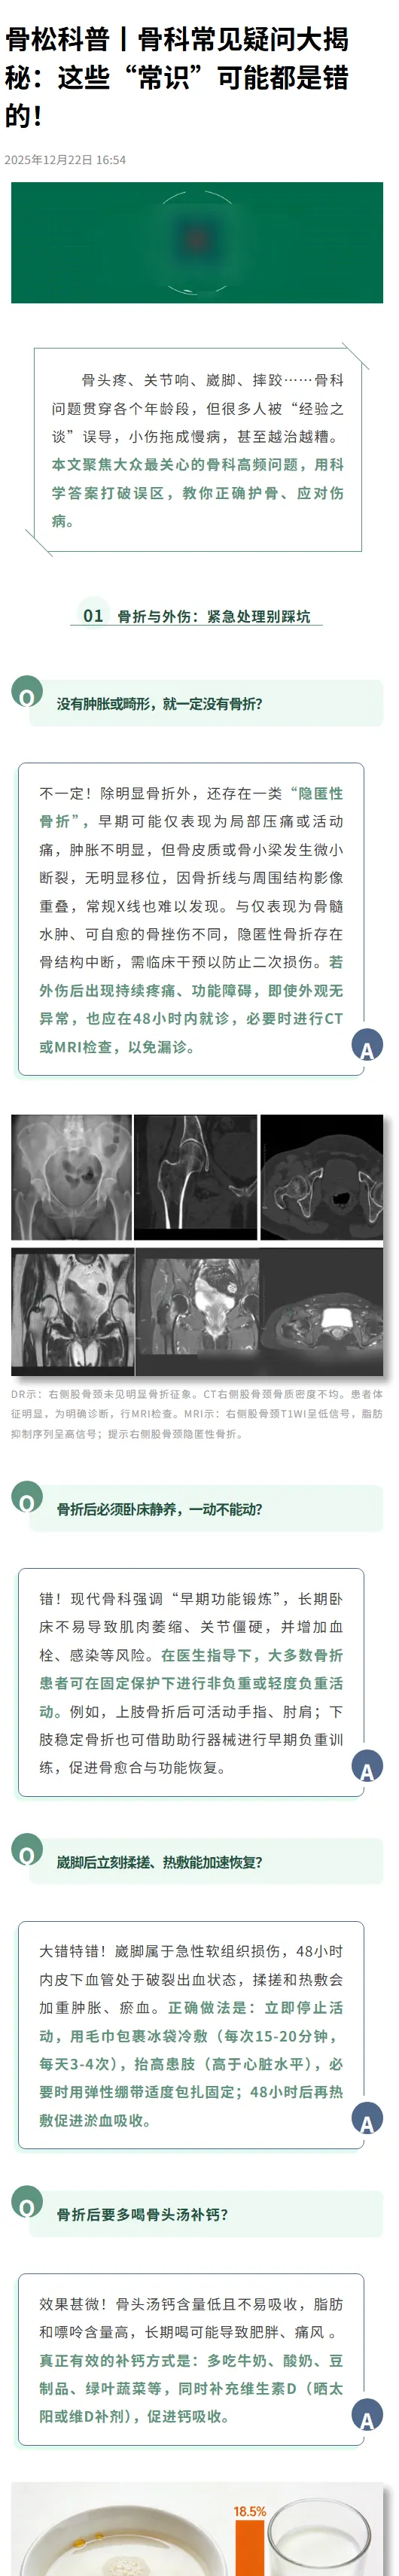 骨松科普丨骨科常见疑问大揭
秘：这些“常识”可能都是错
的！
2025年12月22日 16:54
骨头疼、关节响、崴脚、摔跤……骨科
问题贯穿各个年龄段，但很多人被“经验之
谈”误导，小伤拖成慢病，甚至越治越糟。
本文聚焦大众最关心的骨科高频问题，用科
学答案打破误区，教你正确护骨、应对伤
病。
01 骨折与外伤：紧急处理别踩坑
Q
没有肿胀或畸形，就一定没有骨折？
不一定！除明显骨折外，还存在一类“隐匿性
骨折”，早期可能仅表现为局部压痛或活动
痛，肿胀不明显，但骨皮质或骨小梁发生微小
断裂，无明显移位，因骨折线与周围结构影像
重叠，常规X线也难以发现。与仅表现为骨髓
水肿、可自愈的骨挫伤不同，隐匿性骨折存在
骨结构中断，需临床干预以防止二次损伤。若
外伤后出现持续疼痛、功能障碍，即使外观无
异常，也应在48小时内就诊，必要时进行CT
或MRI检查，以免漏诊。
A
DR示：右侧股骨颈未见明显骨折征象。CT右侧股骨颈骨质密度不均。患者体
征明显，为明确诊断，行MRI检查。MRI示：右侧股骨颈T1WI呈低信号，脂肪
抑制序列呈高信号；提示右侧股骨颈隐匿性骨折。
Q
骨折后必须卧床静养，一动不能动？
错！现代骨科强调“早期功能锻炼”，长期卧
床不易导致肌肉萎缩、关节僵硬，并增加血
栓、感染等风险。在医生指导下，大多数骨折
患者可在固定保护下进行非负重或轻度负重活
动。例如，上肢骨折后可活动手指、肘肩；下
肢稳定骨折也可借助助行器械进行早期负重训
练，促进骨愈合与功能恢复。
A
Q
崴脚后立刻揉搓、热敷能加速恢复？
大错特错！崴脚属于急性软组织损伤，48小时
内皮下血管处于破裂出血状态，揉搓和热敷会
加重肿胀、瘀血。正确做法是：立即停止活
动，用毛巾包裹冰袋冷敷（每次15-20分钟，
每天3-4次），抬高患肢（高于心脏水平），必
要时用弹性绷带适度包扎固定；48小时后再热
敷促进淤血吸收。
A
Q
骨折后要多喝骨头汤补钙？
效果甚微！骨头汤钙含量低且不易吸收，脂肪
和嘌呤含量高，长期喝可能导致肥胖、痛风 。
真正有效的补钙方式是：多吃牛奶、酸奶、豆
制品、绿叶蔬菜等，同时补充维生素D（晒太
阳或维D补剂），促进钙吸收。
A
18.5%